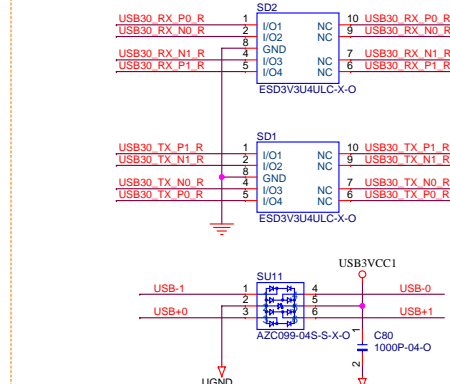 SD2
USB30_RX_P0_R 1 I/O1 NC 10 USB30_RX_P0_R
USB30_RX_N0_R 2 I/O2 NC 9 USB30_RX_N0_R
8 GND
USB30_RX_N1_R 4 I/O3 NC 7 USB30_RX_N1_R
USB30_RX_P1_R 5 I/O4 NC 6 USB30_RX_P1_R
ESD3V3U4ULC-X-O
SD1
USB30_TX_P1_R 1 I/O1 NC 10 USB30_TX_P1_R
USB30_TX_N1_R 2 I/O2 NC 9 USB30_TX_N1_R
8 GND
USB30_TX_N0_R 4 I/O3 NC 7 USB30_TX_N0_R
USB30_TX_P0_R 5 I/O4 NC 6 USB30_TX_P0_R
ESD3V3U4ULC-X-O
USB3VCC1
SU11
USB-1 1 4 USB-0
2 5
USB+0 3 6 USB+1
AZC099-04S-S-X-O
1 C80
1000P-04-O
2
UGND